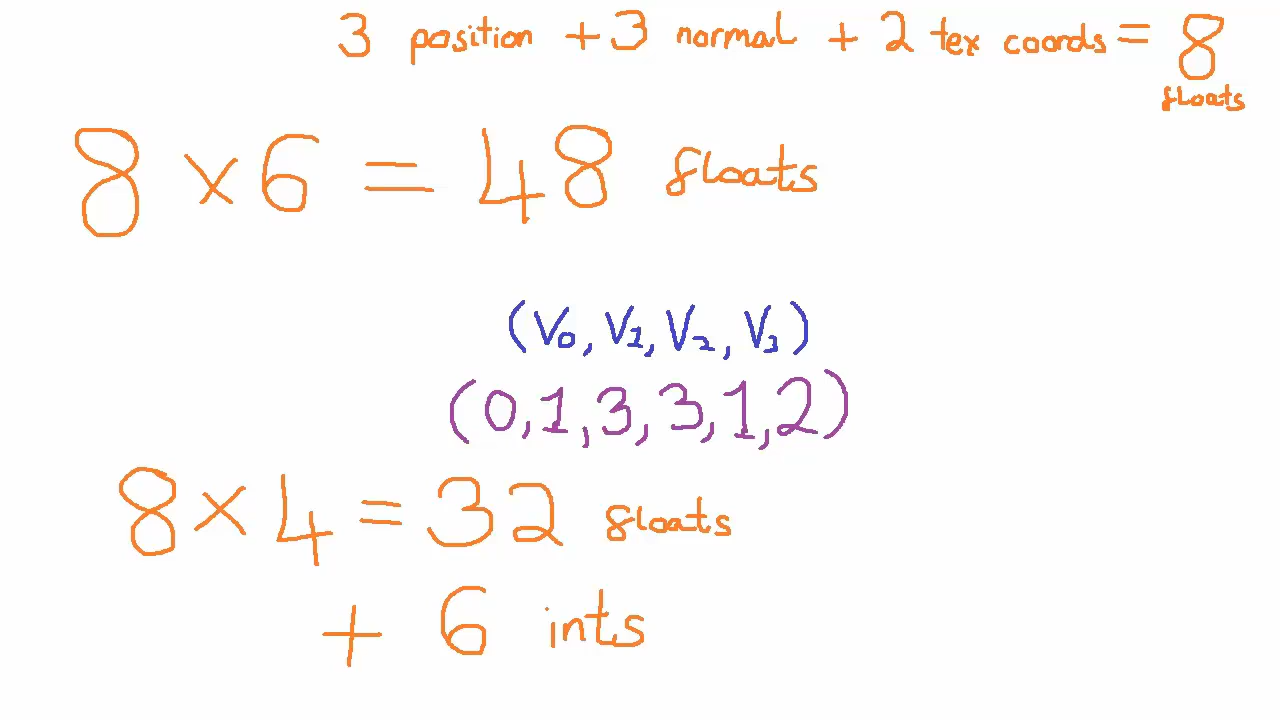 3 position + 3 normal + 2 tex coords = 8
floats
8 × 6 = 48 floats
(V0, V1, V2, V3)
(0,1,3,3,1,2)
8 × 4 = 32 floats
+ 6 ints